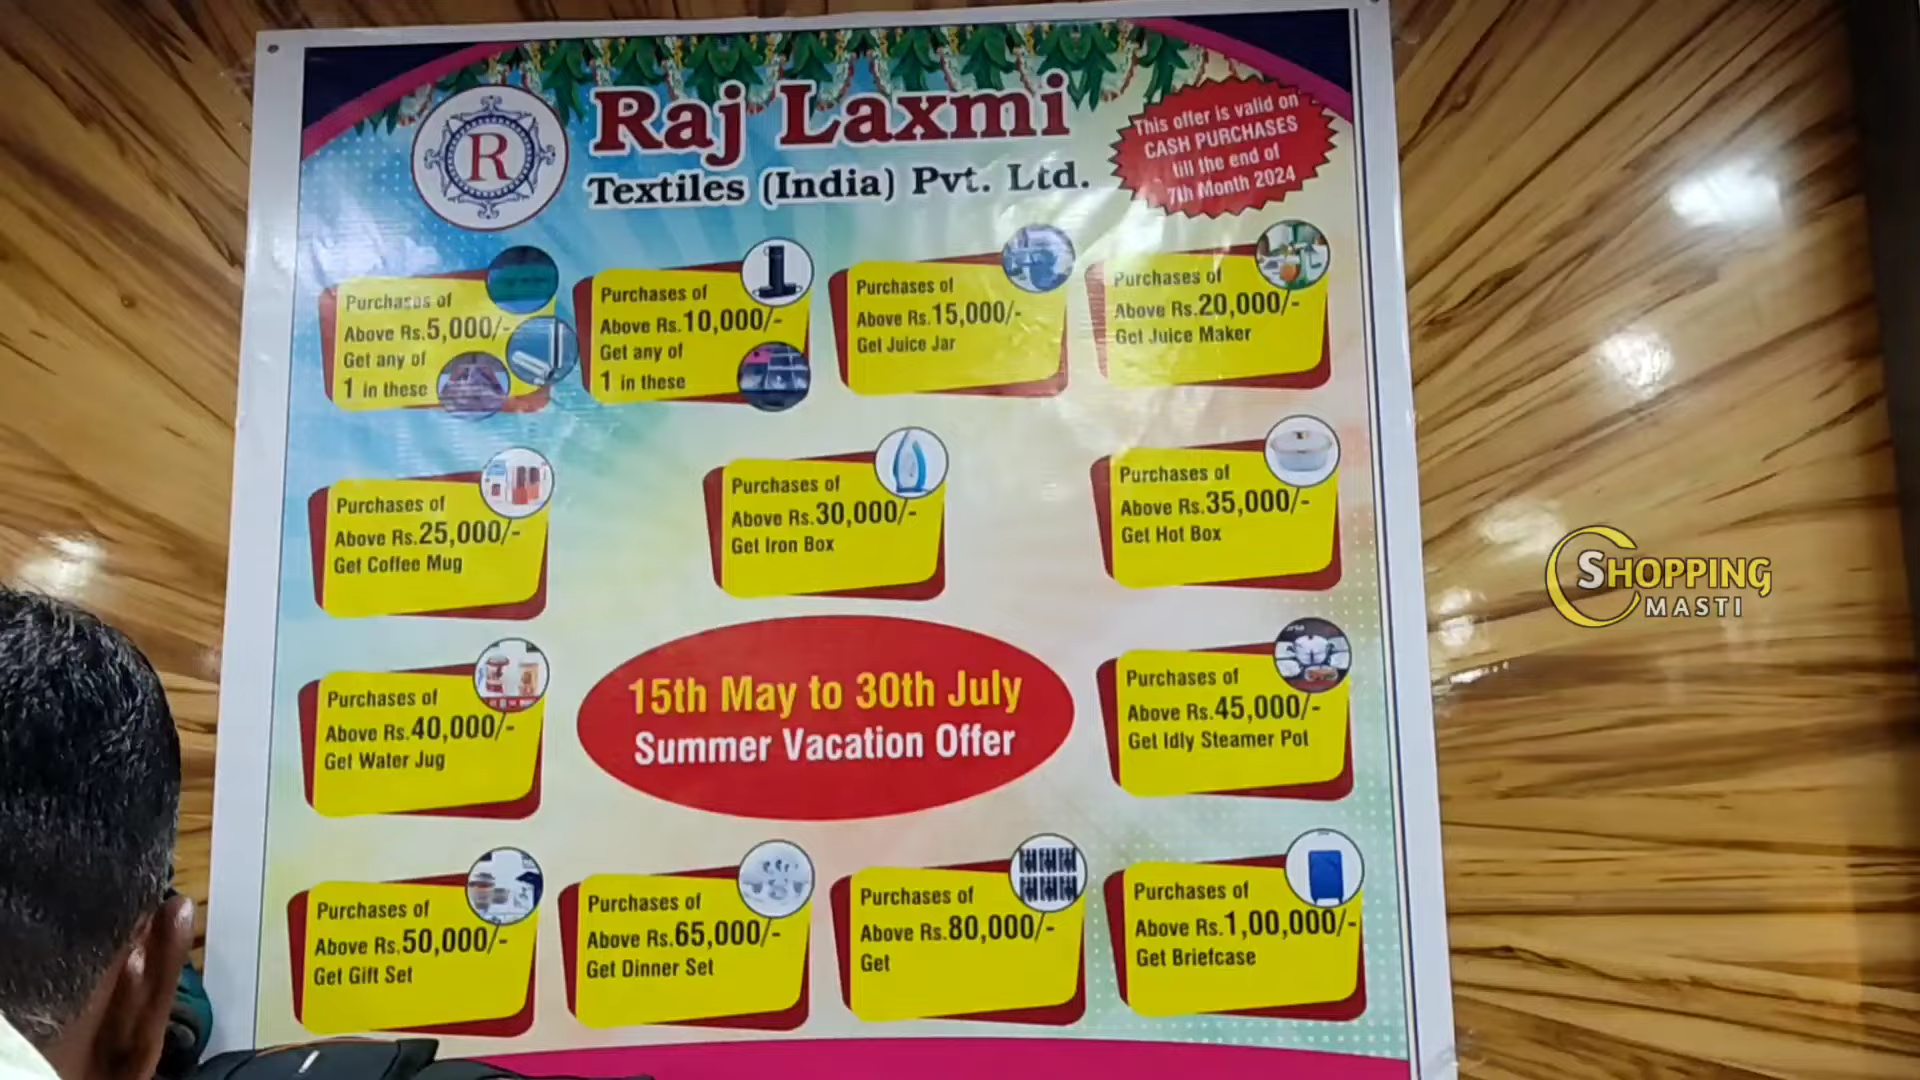 R
Raj Laxmi
Textiles (India) Pvt. Ltd.
This offer is valid on
CASH PURCHASES
till the end of
7th Month 2024
Purchases of
Above Rs.5,000/-
Get any of
1 in these
Purchases of
Above Rs.10,000/-
Get any of
1 in these
Purchases of
Above Rs.15,000/-
Get Juice Jar
Purchases of
Above Rs.20,000/-
Get Juice Maker
Purchases of
Above Rs.25,000/-
Get Coffee Mug
Purchases of
Above Rs.30,000/-
Get Iron Box
Purchases of
Above Rs.35,000/-
Get Hot Box
Purchases of
Above Rs.40,000/-
Get Water Jug
15th May to 30th July
Summer Vacation Offer
Purchases of
Above Rs.45,000/-
Get Idly Steamer Pot
Purchases of
Above Rs.50,000/-
Get Gift Set
Purchases of
Above Rs.65,000/-
Get Dinner Set
Purchases of
Above Rs.80,000/-
Get
Purchases of
Above Rs.1,00,000/-
Get Briefcase
SHOPPING
MASTI